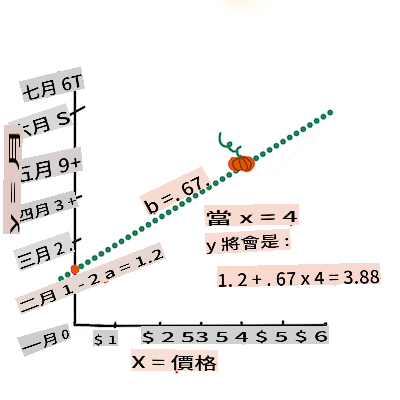 七月 6T
六月 S
五月 9+
四月 3+
三月 2.
二月 1-2 a = 1.2
一月 0
b = . 67.
當 x = 4
y 將會是:
1.2 + . 67 x 4 = 3.88
$ 1
$ 2 5 3 5 4 $ 5 $ 6
X = 價格